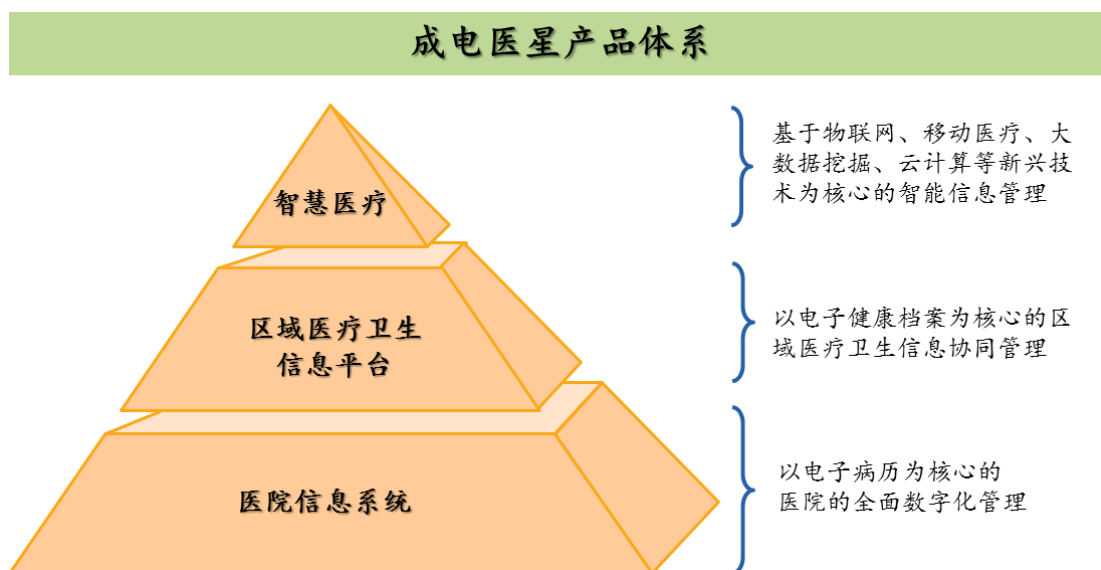 成电医星产品体系
智慧医疗
基于物联网、移动医疗、大
数据挖掘、云计算等新兴技
术为核心的智能信息管理
区域医疗卫生
信息平台
以电子健康档案为核心的区
域医疗卫生信息协同管理
医院信息系统
以电子病历为核心的
医院的全面数字化管理